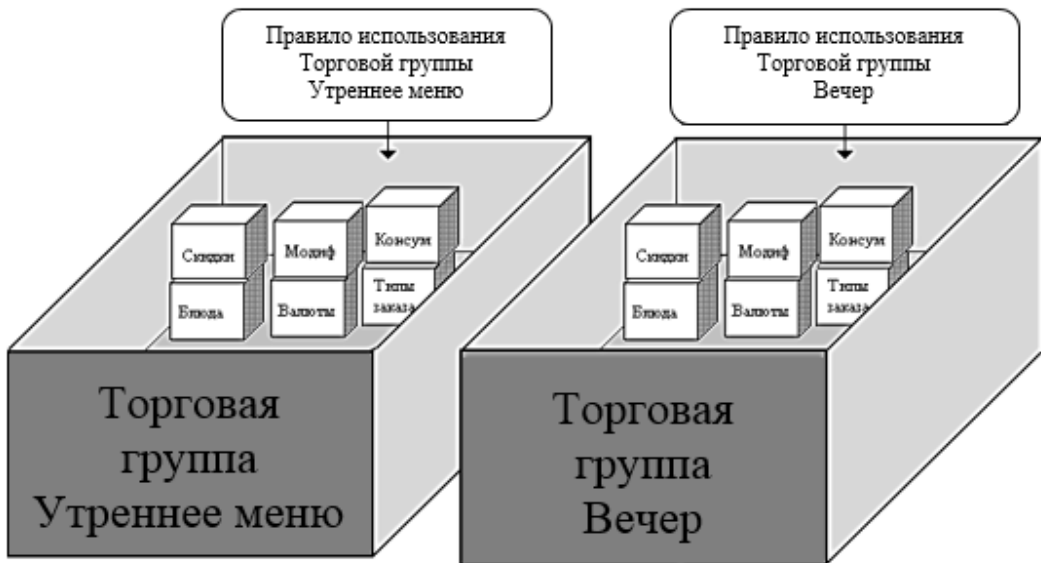 Правило использования
Торговой группы
Утреннее меню
Правило использования
Торговой группы
Вечер
Скидки
Модиф
Консум
Блюда
Валюты
Типы
заказа
Скидки
Модиф
Консум
Блюда
Валюты
Типы
заказа
Торговая
группа
Утреннее меню
Торговая
группа
Вечер